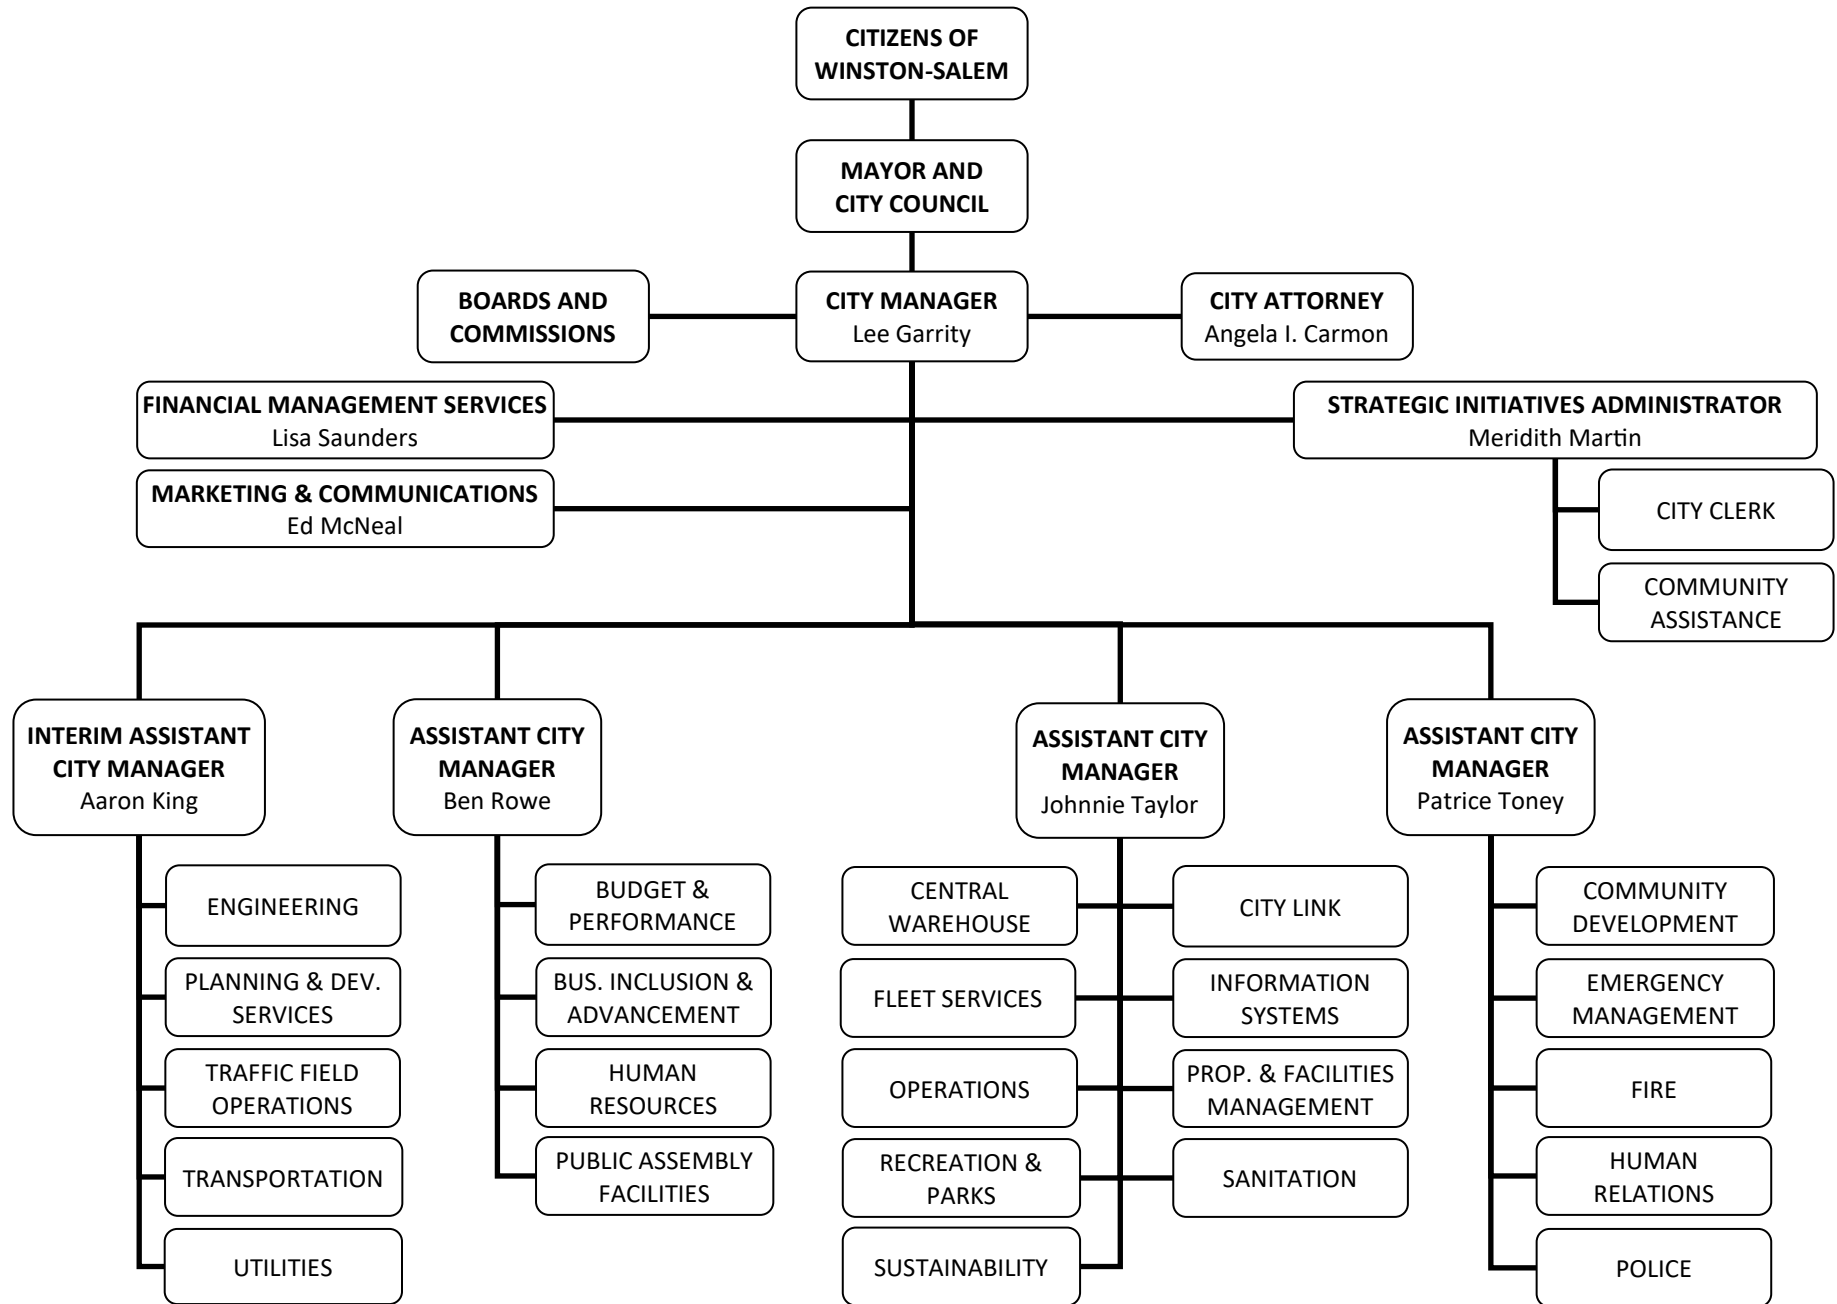 CITIZENS OF
WINSTON-SALEM
MAYOR AND
CITY COUNCIL
BOARDS AND
COMMISSIONS
CITY MANAGER
Lee Garrity
CITY ATTORNEY
Angela I. Carmon
FINANCIAL MANAGEMENT SERVICES
Lisa Saunders
STRATEGIC INITIATIVES ADMINISTRATOR
Meridith Martin
MARKETING & COMMUNICATIONS
Ed McNeal
CITY CLERK
COMMUNITY
ASSISTANCE
INTERIM ASSISTANT
CITY MANAGER
Aaron King
ENGINEERING
PLANNING & DEV.
SERVICES
TRAFFIC FIELD
OPERATIONS
TRANSPORTATION
UTILITIES
ASSISTANT CITY
MANAGER
Ben Rowe
BUDGET &
PERFORMANCE
BUS. INCLUSION &
ADVANCEMENT
HUMAN
RESOURCES
PUBLIC ASSEMBLY
FACILITIES
ASSISTANT CITY
MANAGER
Johnnie Taylor
CENTRAL
WAREHOUSE
CITY LINK
FLEET SERVICES
INFORMATION
SYSTEMS
OPERATIONS
PROP. & FACILITIES
MANAGEMENT
RECREATION &
PARKS
SANITATION
SUSTAINABILITY
ASSISTANT CITY
MANAGER
Patrice Toney
COMMUNITY
DEVELOPMENT
EMERGENCY
MANAGEMENT
FIRE
HUMAN
RELATIONS
POLICE